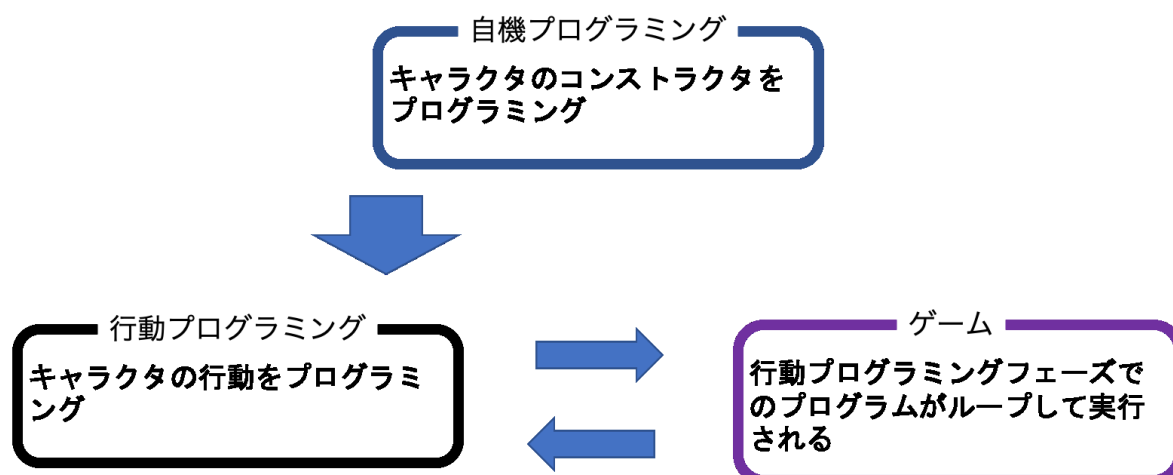 自機プログラミング
キャラクタのコンストラクタを
プログラミング
行動プログラミング
キャラクタの行動をプログラミ
ング
ゲーム
行動プログラミングフェーズで
のプログラムがループして実行
される